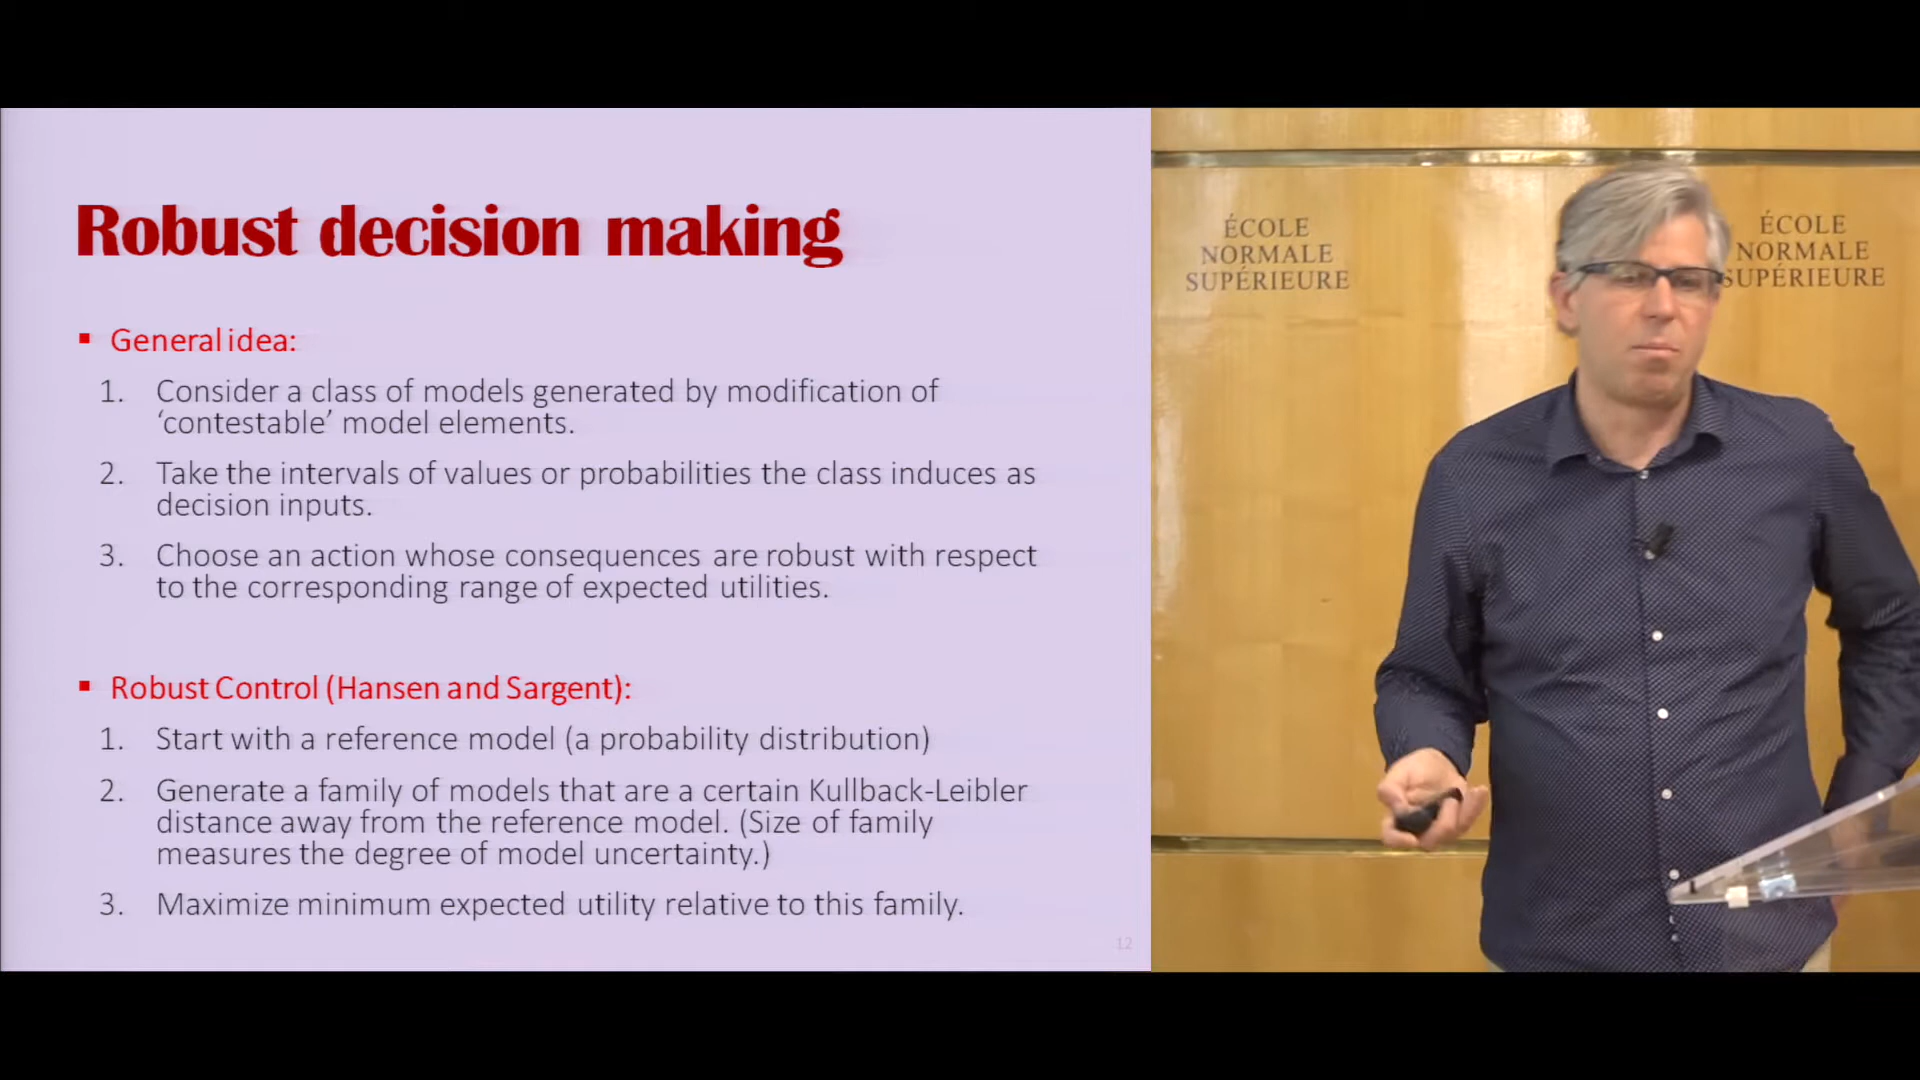 Robust decision making
▪ General idea:
1. Consider a class of models generated by modification of
‘contestable’ model elements.
2. Take the intervals of values or probabilities the class induces as
decision inputs.
3. Choose an action whose consequences are robust with respect
to the corresponding range of expected utilities.
▪ Robust Control (Hansen and Sargent):
1. Start with a reference model (a probability distribution)
2. Generate a family of models that are a certain Kullback-Leibler
distance away from the reference model. (Size of family
measures the degree of model uncertainty.)
3. Maximize minimum expected utility relative to this family.
12
ÉCOLE
NORMALE
SUPÉRIEURE
ÉCOLE
NORMALE
SUPÉRIEURE